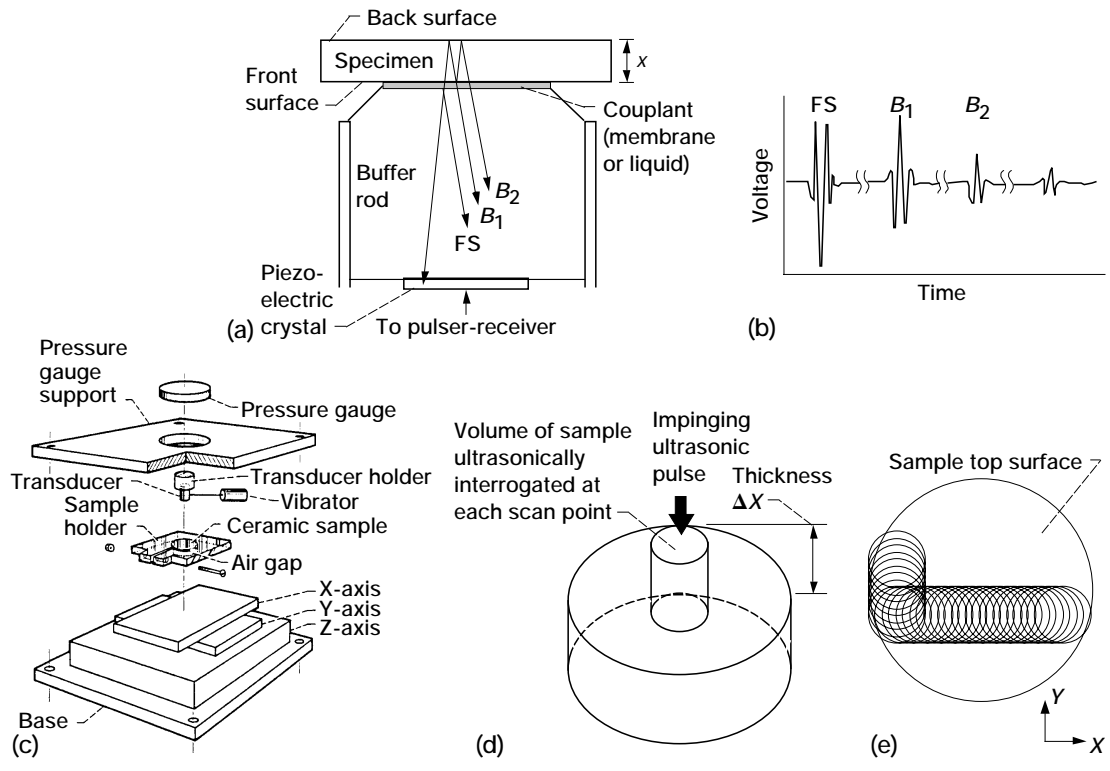 Back surface
Specimen
x
Front
surface
Couplant
(membrane
or liquid)
Buffer
rod
B2
B1
FS
Piezo-
electric
crystal
To pulser-receiver
(a)
FS
B1
B2
Voltage
Time
(b)
Pressure
gauge
support
Pressure gauge
Transducer holder
Transducer
Vibrator
Sample
holder
Ceramic sample
Air gap
X-axis
Y-axis
Z-axis
Base
(c)
Volume of sample
ultrasonically
interrogated at
each scan point
Impinging
ultrasonic
pulse
Thickness
ΔX
(d)
Sample top surface
Y
X
(e)